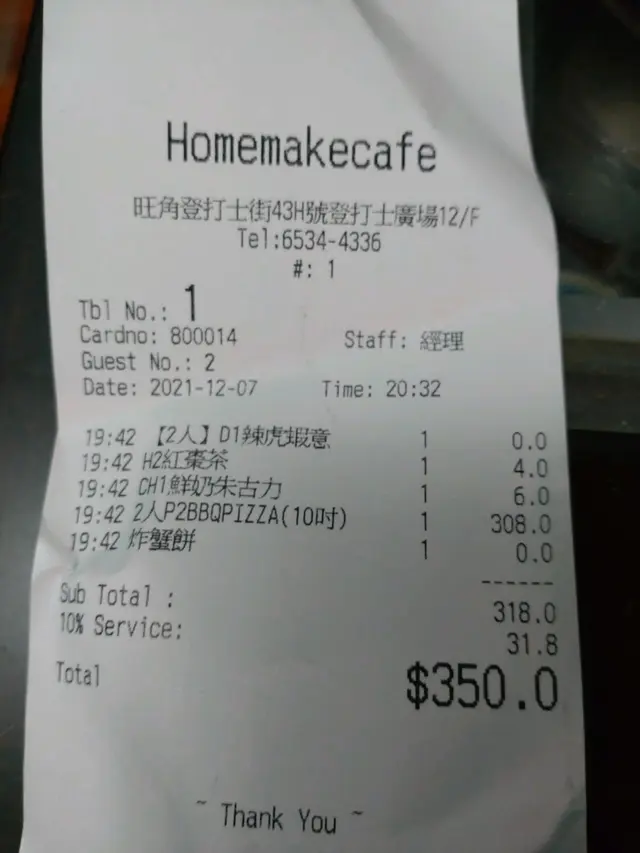 Homemakecafe
旺角登打士街43H號登打士廣場12/F
Tel:6534-4336
#: 1
Tbl No.: 1
Cardno: 800014 Staff: 經理
Guest No.: 2
Date: 2021-12-07 Time: 20:32
19:42 【2人】D1辣虎蝦意 1 0.0
19:42 H2紅棗茶 1 4.0
19:42 CH1鮮奶朱古力 1 6.0
19:42 2人P2BBQPIZZA(10吋) 1 308.0
19:42 炸蟹餅 1 0.0
------
Sub Total : 318.0
10% Service: 31.8
Total $350.0
~ Thank You ~